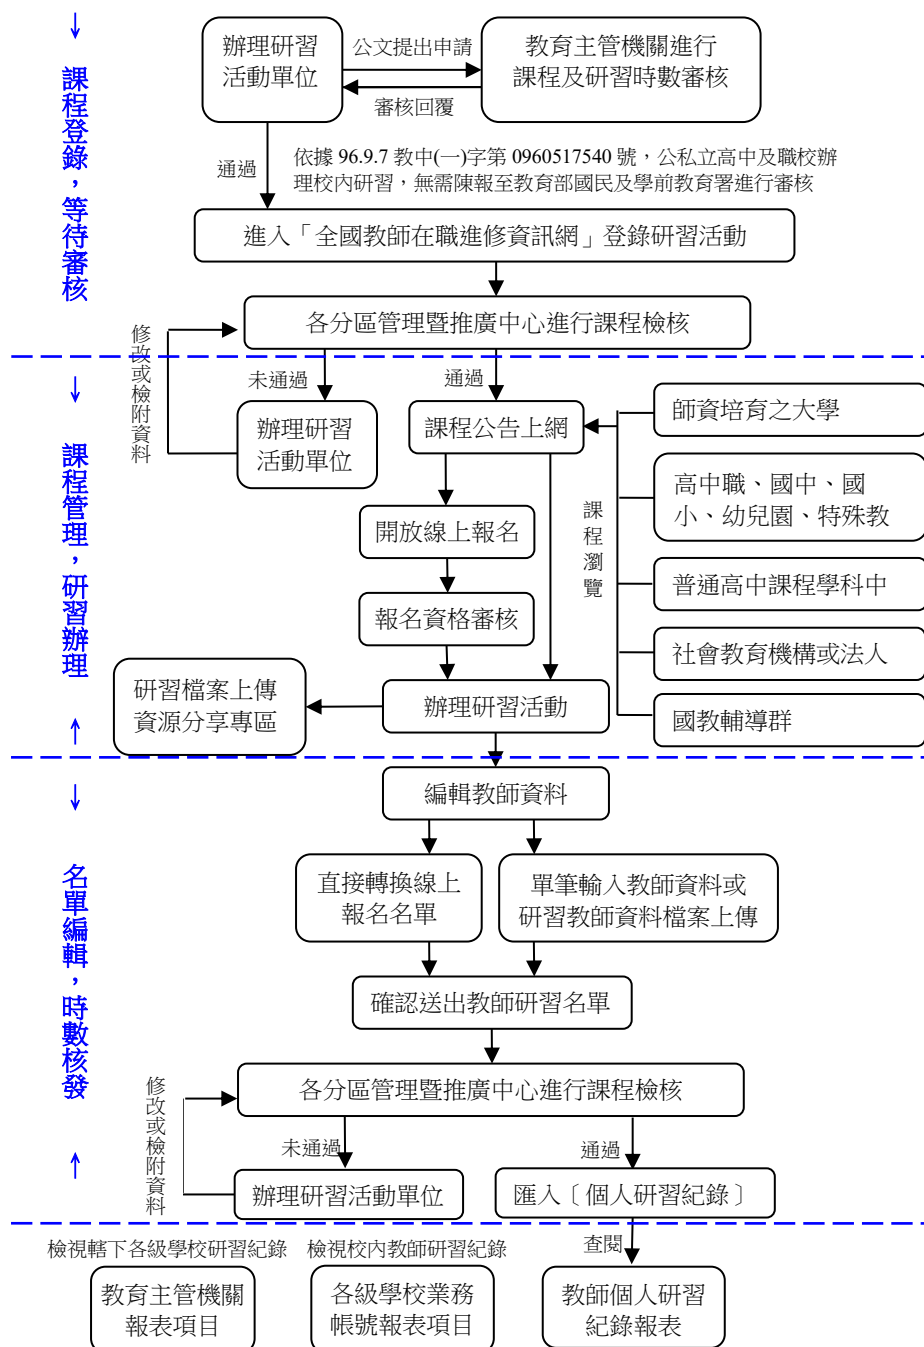 課程登錄，等待審核
辦理研習
活動單位
公文提出申請
審核回覆
教育主管機關進行
課程及研習時數審核
通過
依據 96.9.7 教中(一)字第 0960517540 號，公私立高中及職校辦
理校內研習，無需陳報至教育部國民及學前教育署進行審核
進入「全國教師在職進修資訊網」登錄研習活動
各分區管理暨推廣中心進行課程檢核
修改或檢附資料
未通過
通過
課程管理，研習辦理
辦理研習
活動單位
課程公告上網
師資培育之大學
高中職、國中、國
小、幼兒園、特殊教
課程瀏覽
開放線上報名
普通高中課程學科中
報名資格審核
社會教育機構或法人
研習檔案上傳
資源分享專區
辦理研習活動
國教輔導群
名單編輯，時數核發
編輯教師資料
直接轉換線上
報名名單
單筆輸入教師資料或
研習教師資料檔案上傳
確認送出教師研習名單
各分區管理暨推廣中心進行課程檢核
修改或檢附資料
未通過
通過
辦理研習活動單位
匯入〔個人研習紀錄〕
檢視轄下各級學校研習紀錄
檢視校內教師研習紀錄
查閱
教育主管機關
報表項目
各級學校業務
帳號報表項目
教師個人研習
紀錄報表